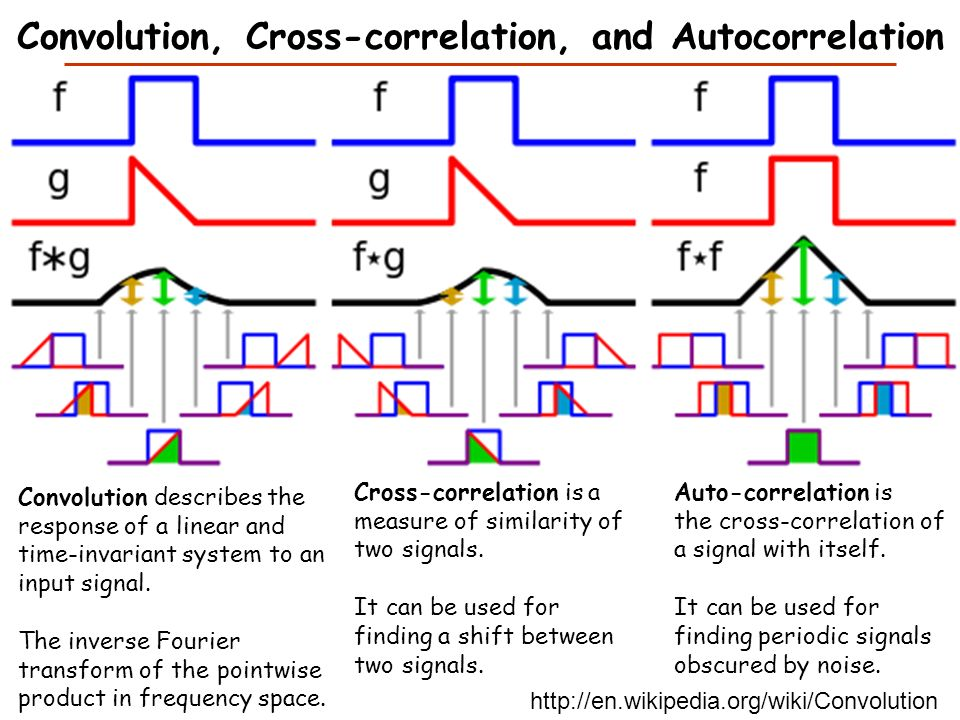 Convolution, Cross-correlation, and Autocorrelation
f
g
f∗g
f
g
f⋆g
f
f
f⋆f
Convolution describes the
response of a linear and
time-invariant system to an
input signal.
The inverse Fourier
transform of the pointwise
product in frequency space.
Cross-correlation is a
measure of similarity of
two signals.
It can be used for
finding a shift between
two signals.
Auto-correlation is
the cross-correlation of
a signal with itself.
It can be used for
finding periodic signals
obscured by noise.
http://en.wikipedia.org/wiki/Convolution